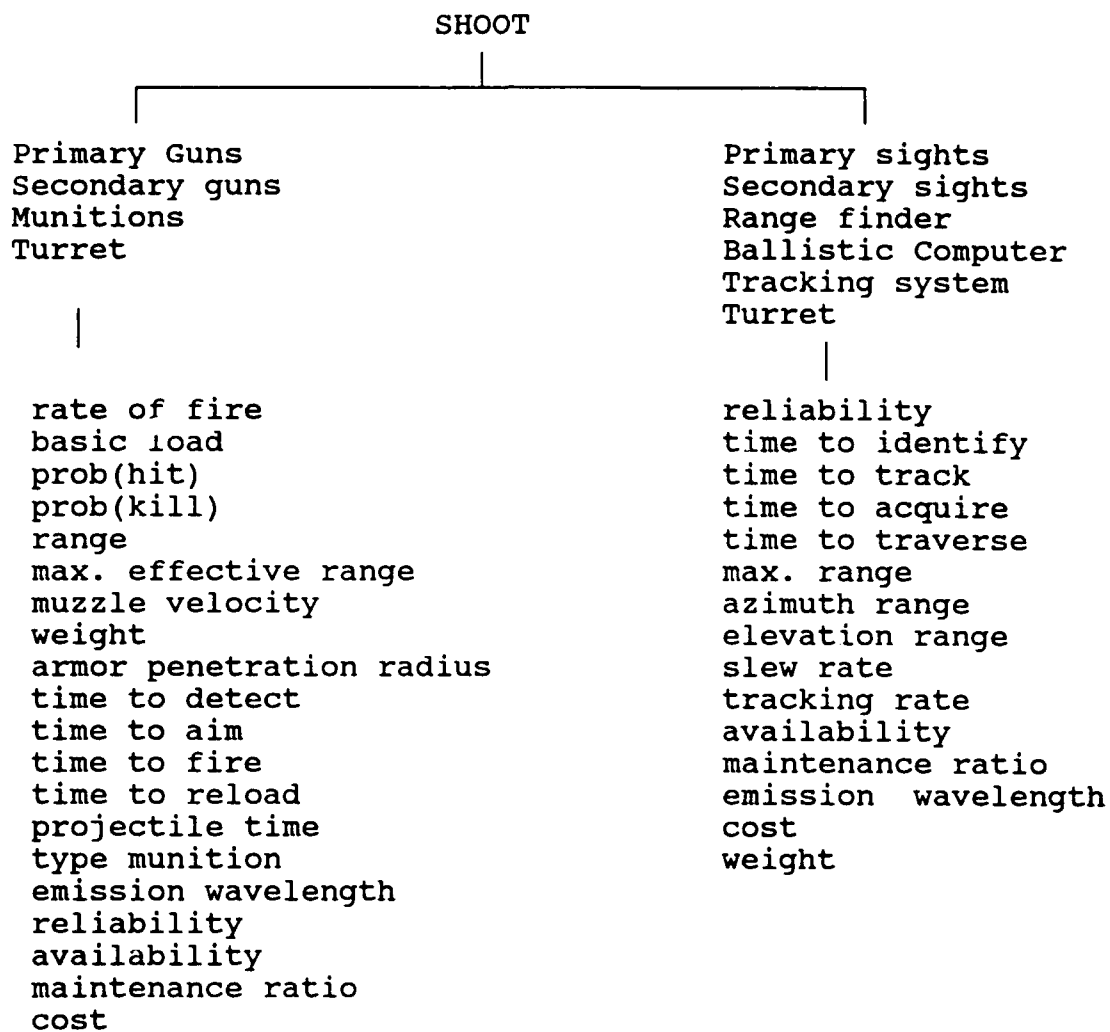 SHOOT
Primary Guns
Secondary guns
Munitions
Turret
rate of fire
basic load
prob(hit)
prob(kill)
range
max. effective range
muzzle velocity
weight
armor penetration radius
time to detect
time to aim
time to fire
time to reload
projectile time
type munition
emission wavelength
reliability
availability
maintenance ratio
cost
Primary sights
Secondary sights
Range finder
Ballistic Computer
Tracking system
Turret
reliability
time to identify
time to track
time to acquire
time to traverse
max. range
azimuth range
elevation range
slew rate
tracking rate
availability
maintenance ratio
emission wavelength
cost
weight